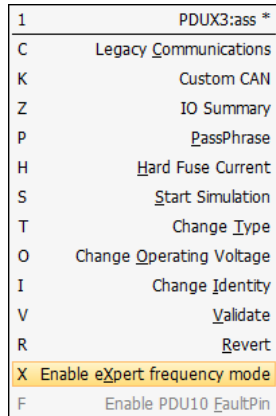 1 PDUX3:ass *
C Legacy Communications
K Custom CAN
Z IO Summary
P PassPhrase
H Hard Fuse Current
S Start Simulation
T Change Type
O Change Operating Voltage
I Change Identity
V Validate
R Revert
X Enable eXpert frequency mode
F Enable PDU10 FaultPin